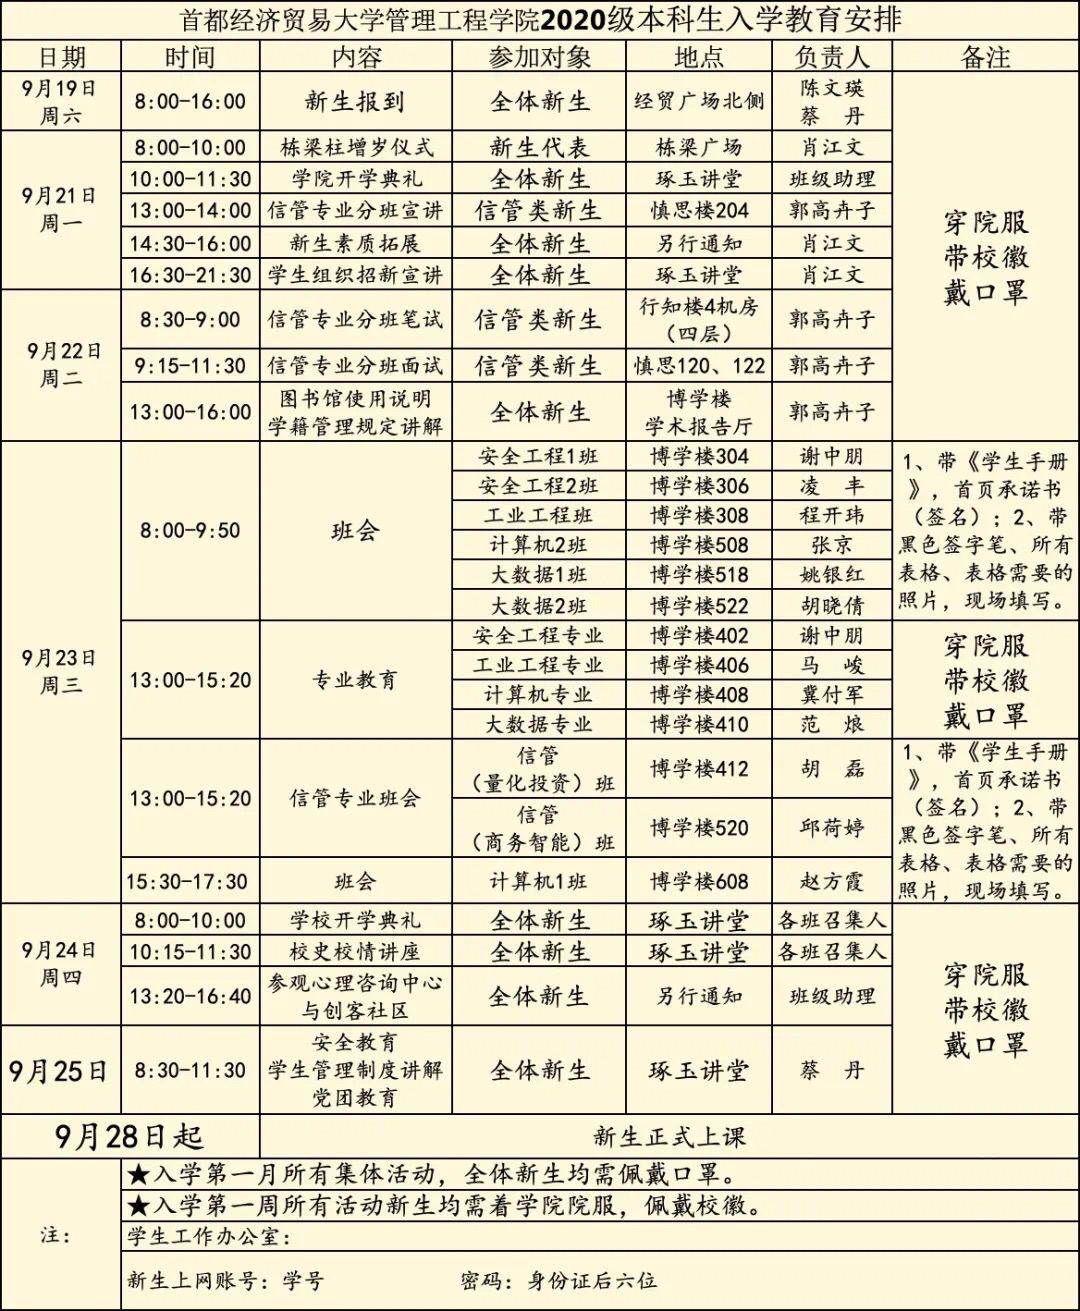 首都经济贸易大学管理工程学院2020级本科生入学教育安排
日期 时间 内容 参加对象 地点 负责人 备注
9月19日
周六
8:00-16:00 新生报到 全体新生 经贸广场北侧 陈文瑛
蔡 丹
9月21日
周一
8:00-10:00 栋梁柱增岁仪式 新生代表 栋梁广场 肖江文
10:00-11:30 学院开学典礼 全体新生 琢玉讲堂 班级助理
13:00-14:00 信管专业分班宣讲 信管类新生 慎思楼204 郭高卉子
14:30-16:00 新生素质拓展 全体新生 另行通知 肖江文
16:30-21:30 学生组织招新宣讲 全体新生 琢玉讲堂 肖江文
9月22日
周二
8:30-9:00 信管专业分班笔试 信管类新生 行知楼4机房
（四层） 郭高卉子
9:15-11:30 信管专业分班面试 信管类新生 慎思120、122 郭高卉子
13:00-16:00 图书馆使用说明
学籍管理规定讲解 全体新生 博学楼
学术报告厅 郭高卉子
穿院服
带校徽
戴口罩
9月23日
周三
8:00-9:50 班会
安全工程1班 博学楼304 谢中朋
安全工程2班 博学楼306 凌 丰
工业工程班 博学楼308 程开玮
计算机2班 博学楼508 张京
大数据1班 博学楼518 姚银红
大数据2班 博学楼522 胡晓倩
1、带《学生手册
》，首页承诺书
（签名）；2、带
黑色签字笔、所有
表格、表格需要的
照片，现场填写。
13:00-15:20 专业教育
安全工程专业 博学楼402 谢中朋
工业工程专业 博学楼406 马 峻
计算机专业 博学楼408 冀付军
大数据专业 博学楼410 范 烺
穿院服
带校徽
戴口罩
13:00-15:20 信管专业班会
信管
（量化投资）班 博学楼412 胡 磊
信管
（商务智能）班 博学楼520 邱荷婷
15:30-17:30 班会 计算机1班 博学楼608 赵方霞
1、带《学生手册
》，首页承诺书
（签名）；2、带
黑色签字笔、所有
表格、表格需要的
照片，现场填写。
9月24日
周四
8:00-10:00 学校开学典礼 全体新生 琢玉讲堂 各班召集人
10:15-11:30 校史校情讲座 全体新生 琢玉讲堂 各班召集人
13:20-16:40 参观心理咨询中心
与创客社区 全体新生 另行通知 班级助理
9月25日 8:30-11:30 安全教育
学生管理制度讲解
党团教育 全体新生 琢玉讲堂 蔡 丹
穿院服
带校徽
戴口罩
9月28日起 新生正式上课
注：
★入学第一月所有集体活动，全体新生均需佩戴口罩。
★入学第一周所有活动新生均需着学院院服，佩戴校徽。
学生工作办公室：
新生上网账号：学号 密码：身份证后六位